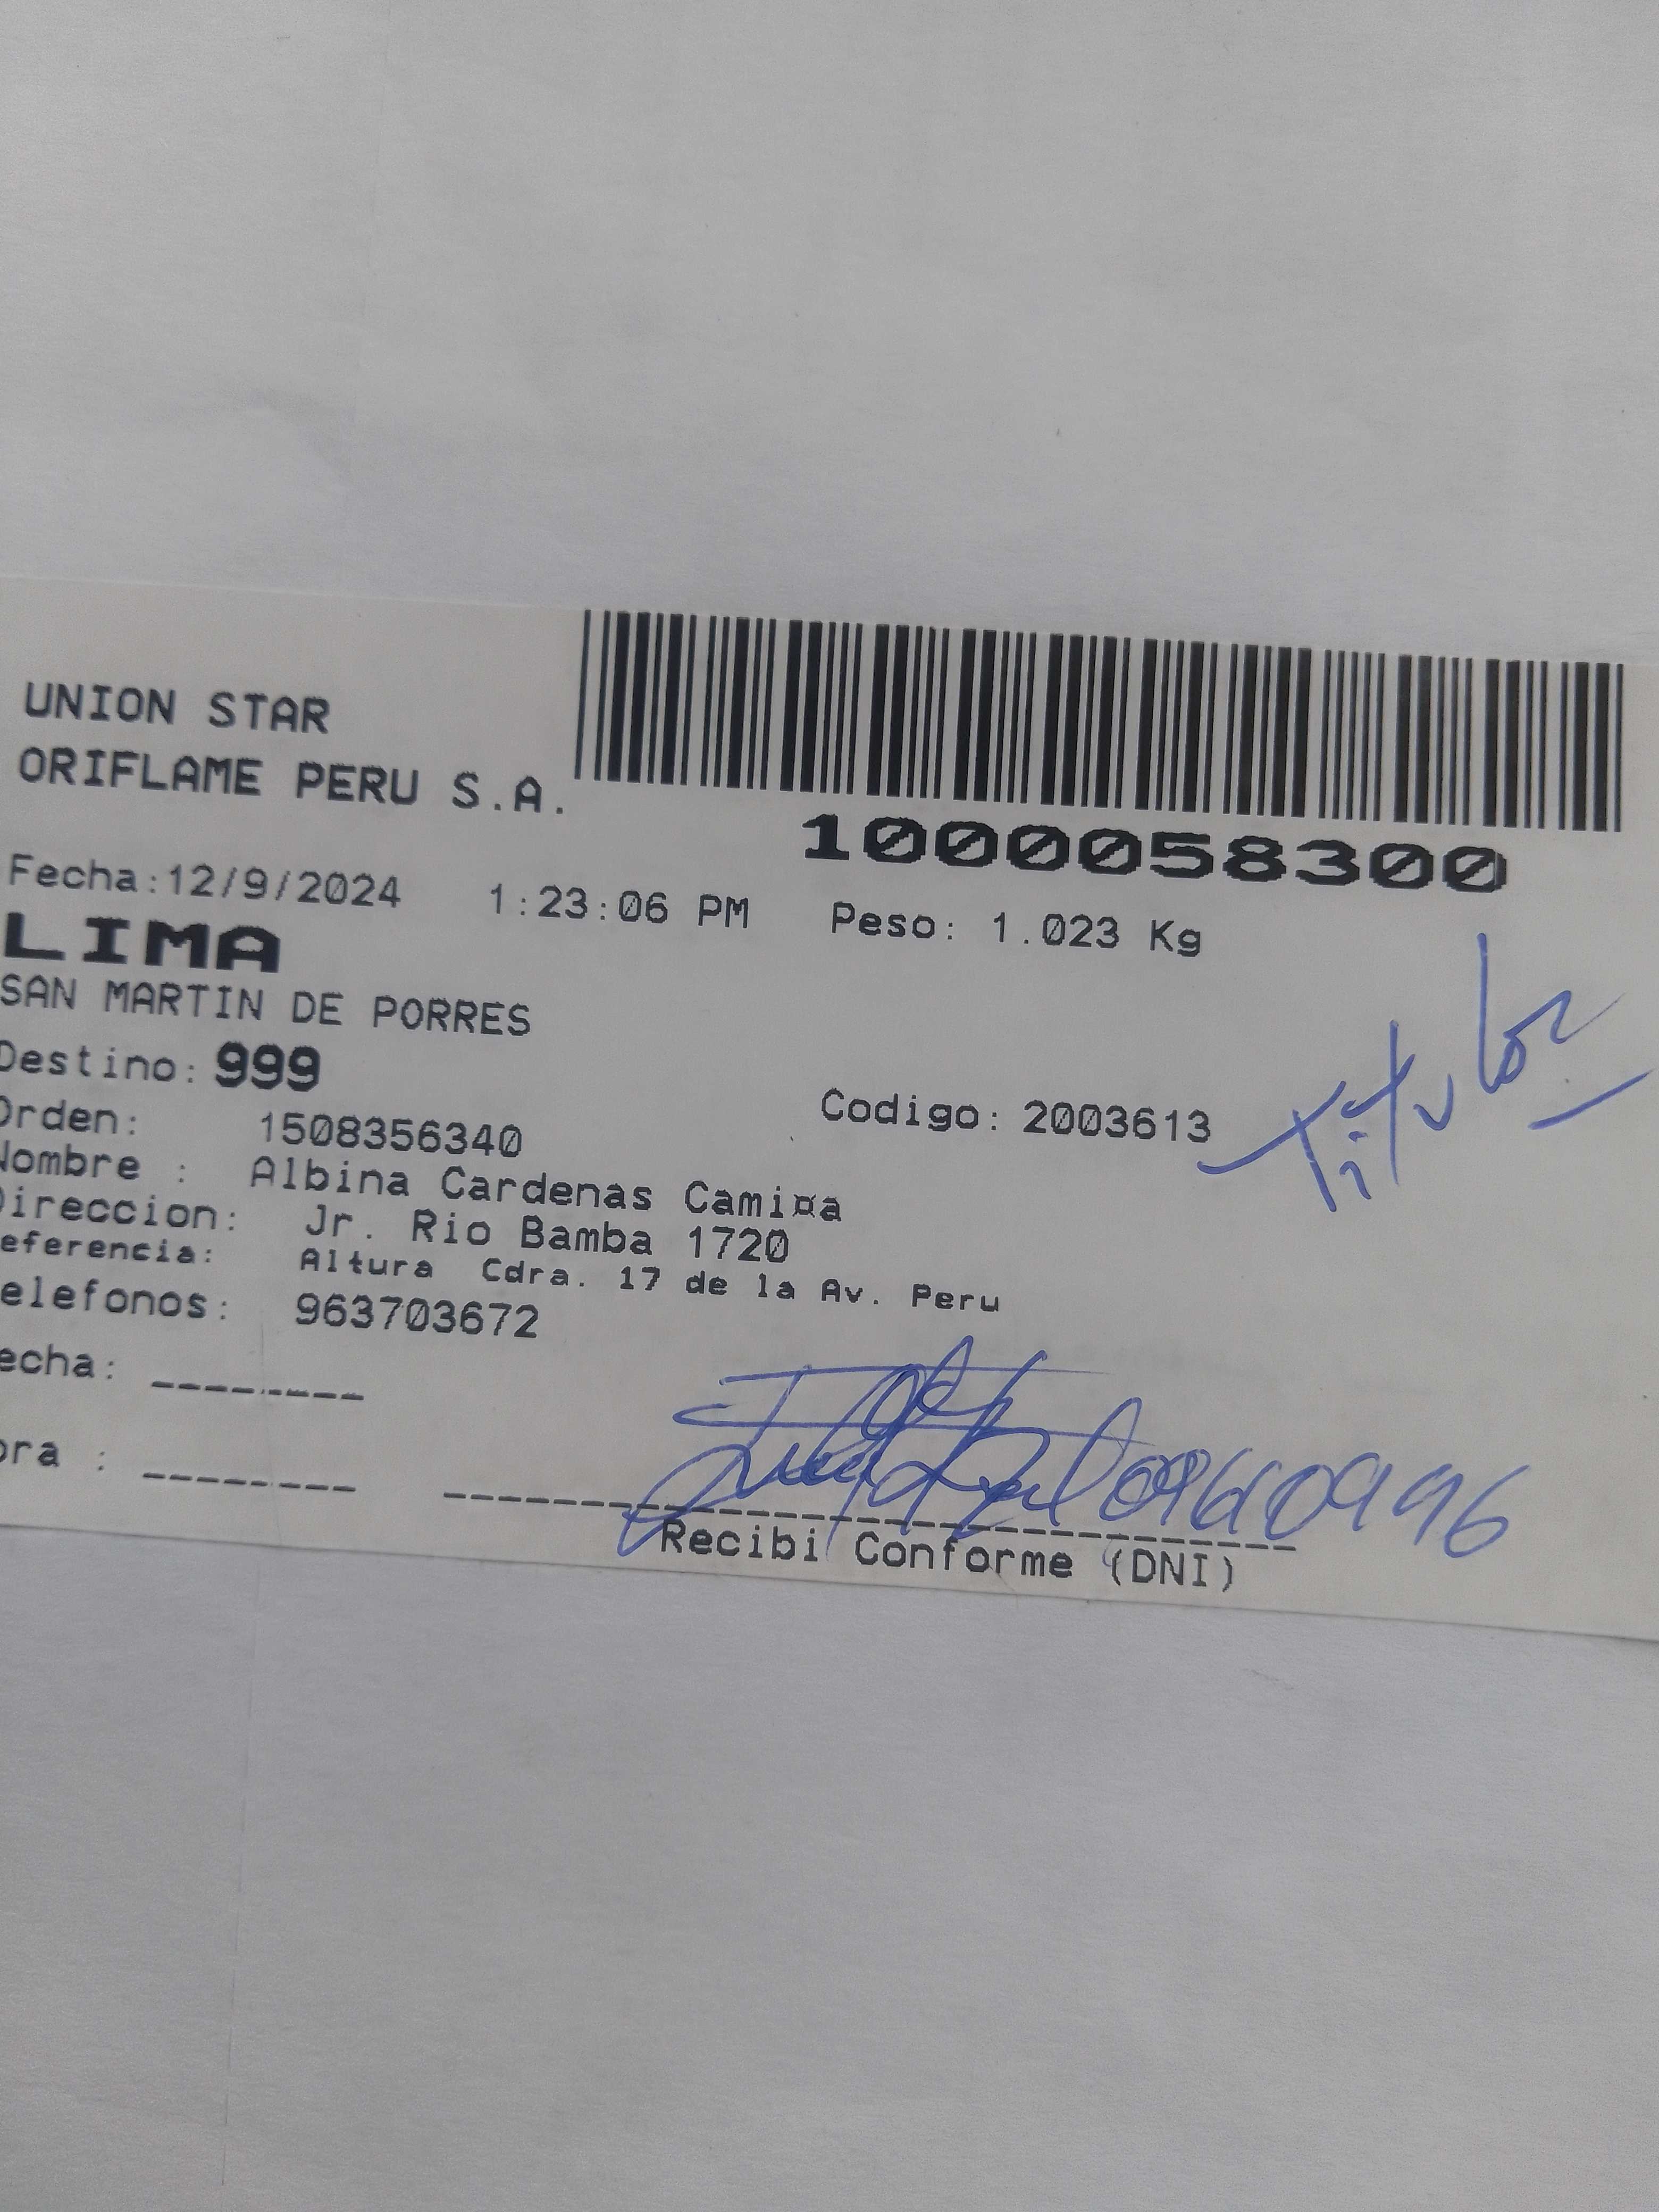 UNION STAR
ORIFLAME PERU S.A.
1000058300
Fecha:12/9/2024 1:23:06 PM Peso: 1.023 Kg
LIMA
SAN MARTIN DE PORRES
Destino: 999
Orden: 1508356340 Codigo: 2003613
Titular
Nombre : Albina Cardenas Cami¤a
Direccion: Jr. Rio Bamba 1720
eferencia: Altura Cdra. 17 de la Av. Peru
elefonos: 963703672
echa: ________
ora : ________
Recibi Conforme (DNI)